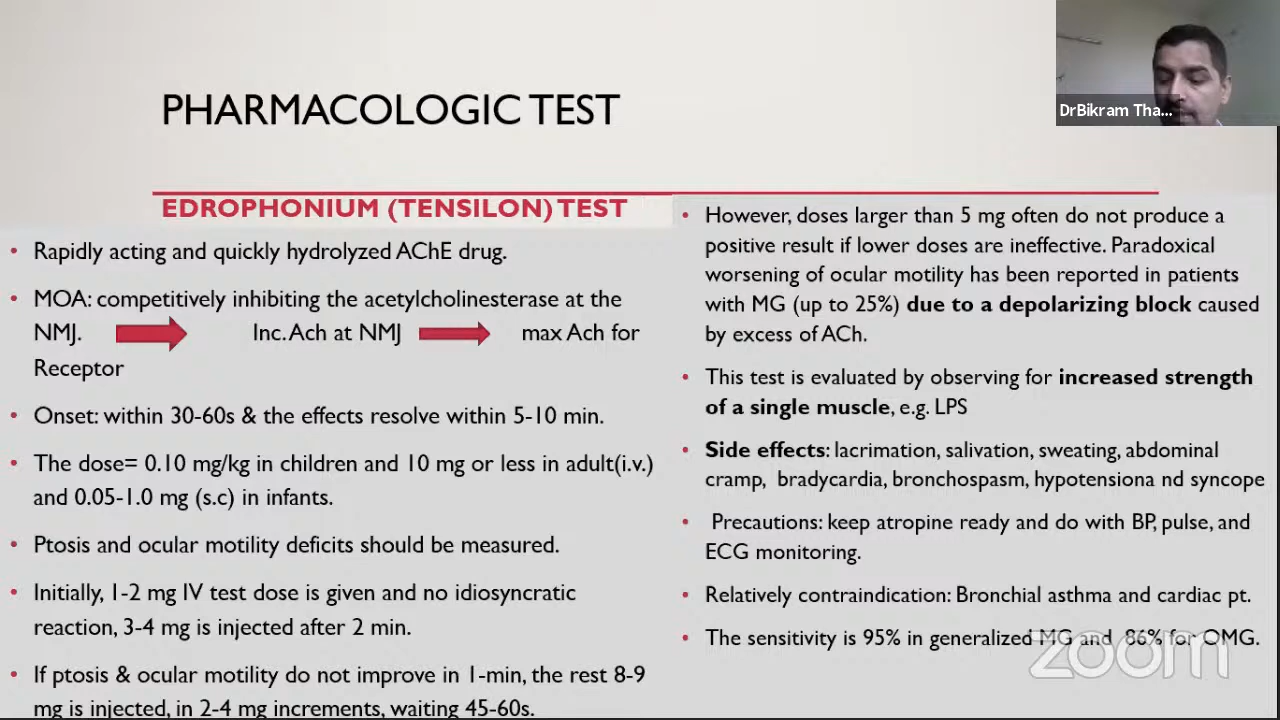 PHARMACOLOGIC TEST
DrBikram Tha...
EDROPHONIUM (TENSILON) TEST
• Rapidly acting and quickly hydrolyzed AChE drug.
• MOA: competitively inhibiting the acetylcholinesterase at the
NMJ. Inc. Ach at NMJ max Ach for
Receptor
• Onset: within 30-60s & the effects resolve within 5-10 min.
• The dose= 0.10 mg/kg in children and 10 mg or less in adult(i.v.)
and 0.05-1.0 mg (s.c) in infants.
• Ptosis and ocular motility deficits should be measured.
• Initially, 1-2 mg IV test dose is given and no idiosyncratic
reaction, 3-4 mg is injected after 2 min.
• If ptosis & ocular motility do not improve in 1-min, the rest 8-9
mg is injected, in 2-4 mg increments, waiting 45-60s.
• However, doses larger than 5 mg often do not produce a
positive result if lower doses are ineffective. Paradoxical
worsening of ocular motility has been reported in patients
with MG (up to 25%) due to a depolarizing block caused
by excess of ACh.
• This test is evaluated by observing for increased strength
of a single muscle, e.g. LPS
• Side effects: lacrimation, salivation, sweating, abdominal
cramp, bradycardia, bronchospasm, hypotensiona nd syncope
• Precautions: keep atropine ready and do with BP, pulse, and
ECG monitoring.
• Relatively contraindication: Bronchial asthma and cardiac pt.
• The sensitivity is 95% in generalized MG and 86% for OMG.
zoom